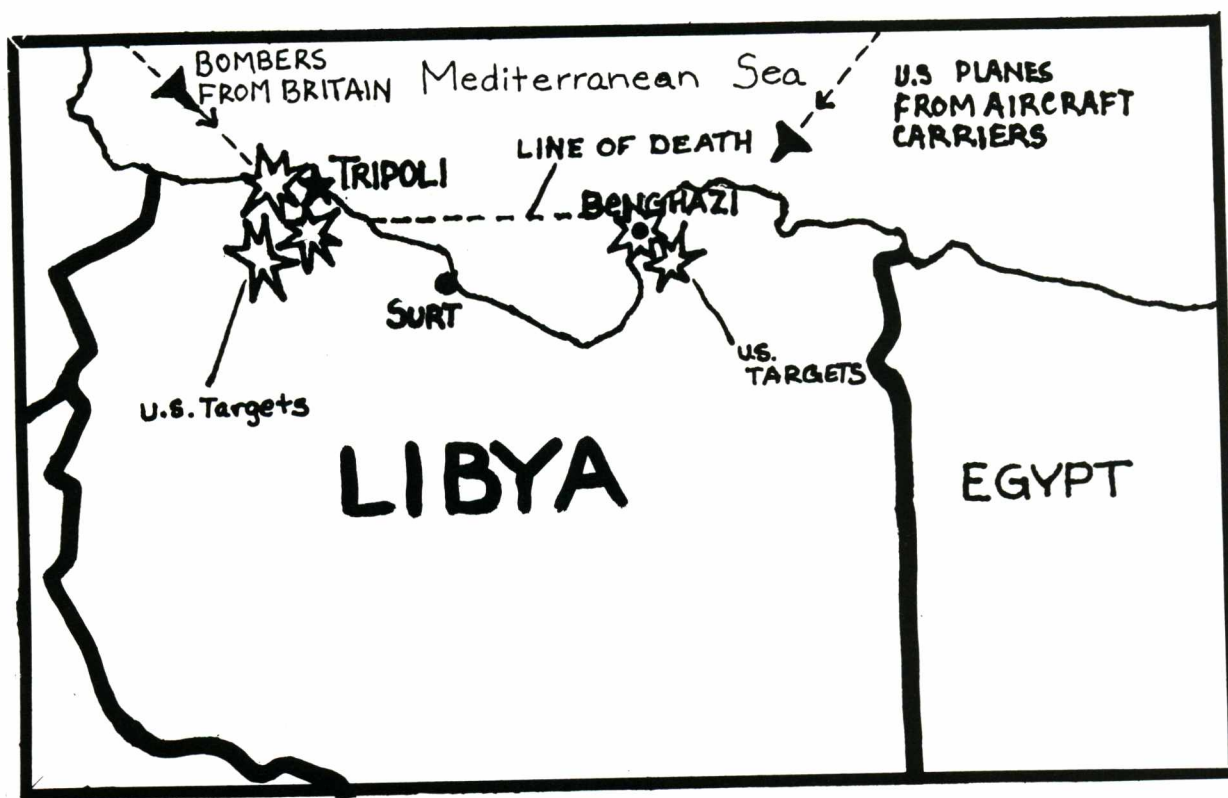 BOMBERS
FROM BRITAIN
Mediterranean Sea
U.S PLANES
FROM AIRCRAFT
CARRIERS
LINE OF DEATH
TRIPOLI
BeNGHAZI
SURT
U.S.
TARGETS
U.S. Targets
LIBYA
EGYPT